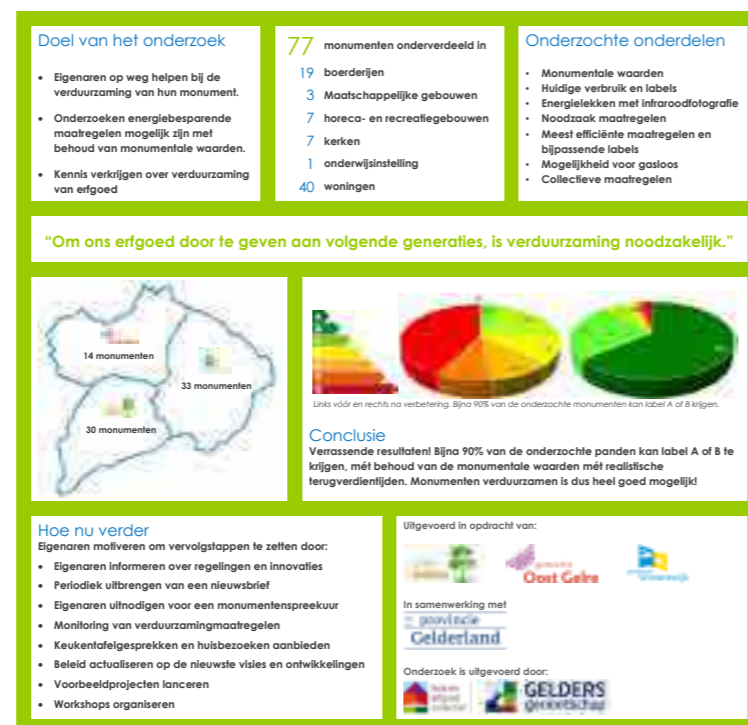 Doel van het onderzoek
• Eigenaren op weg helpen bij de
verduurzaming van hun monument.
• Onderzoeken energiebesparende
maatregelen mogelijk zijn met
behoud van monumentale waarden.
• Kennis verkrijgen over verduurzaming
van erfgoed
77 monumenten onderverdeeld in
19 boerderijen
3 Maatschappelijke gebouwen
7 horeca- en recreatiegebouwen
7 kerken
1 onderwijsinstelling
40 woningen
Onderzochte onderdelen
• Monumentale waarden
• Huidige verbruik en labels
• Energielekken met infraroodfotografie
• Noodzaak maatregelen
• Meest efficiënte maatregelen en
bijpassende labels
• Mogelijkheid voor gasloos
• Collectieve maatregelen
“Om ons erfgoed door te geven aan volgende generaties, is verduurzaming noodzakelijk.”
14 monumenten
33 monumenten
30 monumenten
Links vóór en rechts na verbetering. Bijna 90% van de onderzochte monumenten kan label A of B krijgen.
Conclusie
Verrassende resultaten! Bijna 90% van de onderzochte panden kan label A of B te
krijgen, mét behoud van de monumentale waarden mét realistische
terugverdientijden. Monumenten verduurzamen is dus heel goed mogelijk!
Hoe nu verder
Eigenaren motiveren om vervolgstappen te zetten door:
• Eigenaren informeren over regelingen en innovaties
• Periodiek uitbrengen van een nieuwsbrief
• Eigenaren uitnodigen voor een monumentenspreekuur
• Monitoring van verduurzamingmaatregelen
• Keukentafelgesprekken en huisbezoeken aanbieden
• Beleid actualiseren op de nieuwste visies en ontwikkelingen
• Voorbeeldprojecten lanceren
• Workshops organiseren
Uitgevoerd in opdracht van:
gemeente
Oost Gelre
Winterswijk
In samenwerking met
provincie
Gelderland
Onderzoek is uitgevoerd door:
GELDERS
genootschap